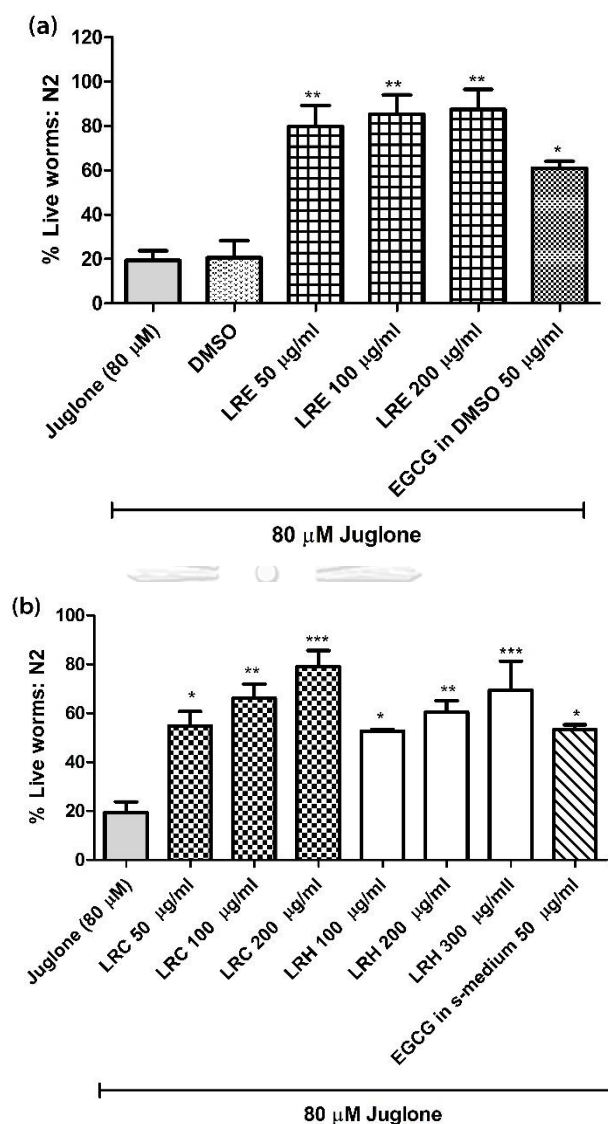 (a)
120
100
80
60
40
20
0
% Live worms: N2
**
**
**
*
Juglone (80 μM)
DMSO
LRE 50 μg/ml
LRE 100 μg/ml
LRE 200 μg/ml
EGCG in DMSO 50 μg/ml
80 μM Juglone
(b)
100
80
60
40
20
0
% Live worms: N2
*
**
***
*
**
***
*
Juglone (80 μM)
LRC 50 μg/ml
LRC 100 μg/ml
LRC 200 μg/ml
LRH 100 μg/ml
LRH 200 μg/ml
LRH 300 μg/mll
EGCG in s-medium 50 μg/ml
80 μM Juglone